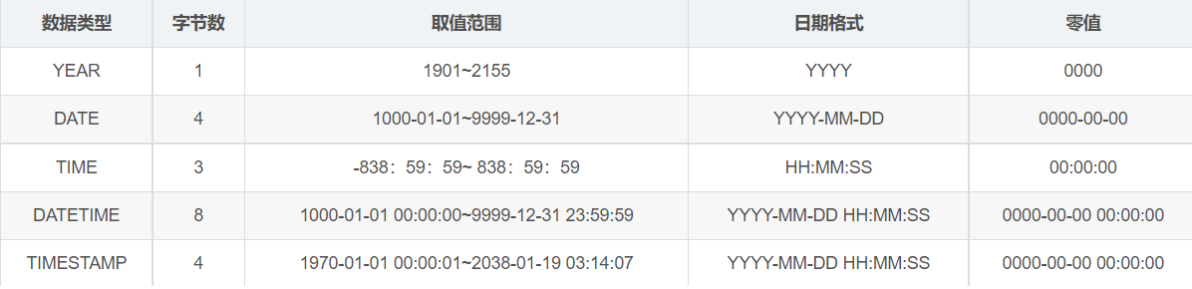 数据类型 字节数 取值范围 日期格式 零值
YEAR 1 1901~2155 YYYY 0000
DATE 4 1000-01-01~9999-12-31 YYYY-MM-DD 0000-00-00
TIME 3 -838：59：59~ 838：59：59 HH:MM:SS 00:00:00
DATETIME 8 1000-01-01 00:00:00~9999-12-31 23:59:59 YYYY-MM-DD HH:MM:SS 0000-00-00 00:00:00
TIMESTAMP 4 1970-01-01 00:00:01~2038-01-19 03:14:07 YYYY-MM-DD HH:MM:SS 0000-00-00 00:00:00